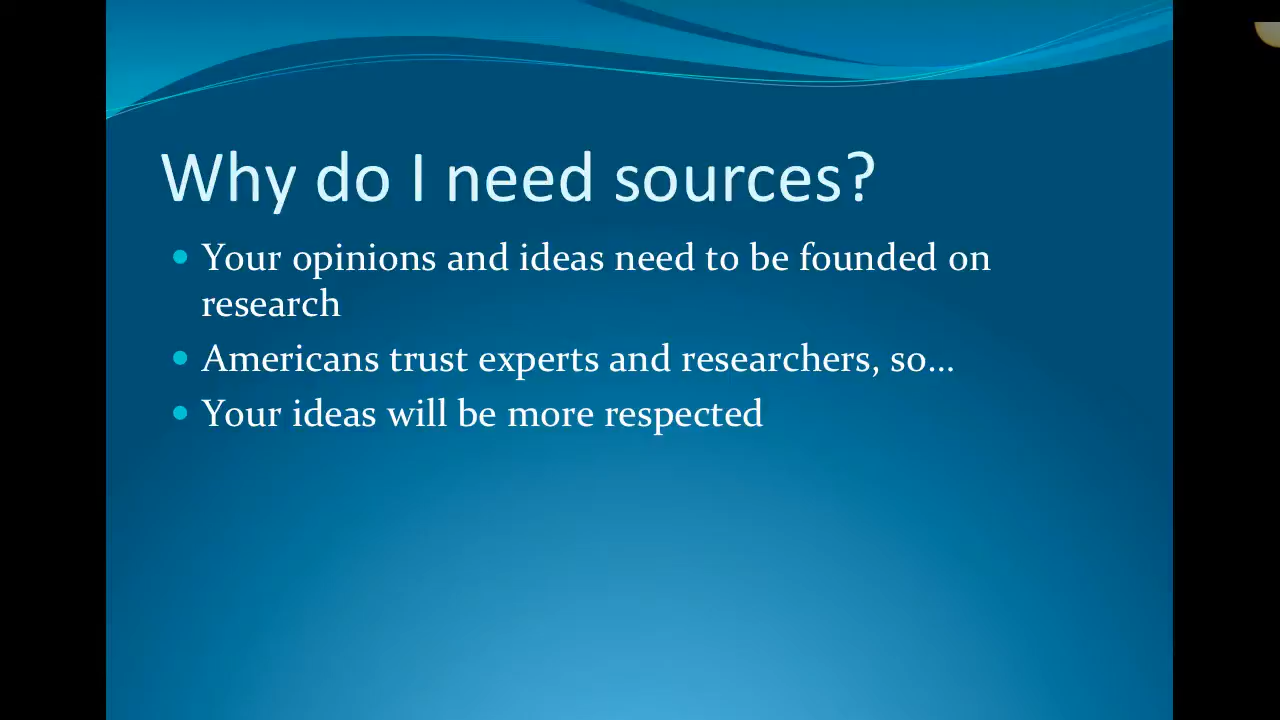 Why do I need sources?
• Your opinions and ideas need to be founded on
research
• Americans trust experts and researchers, so…
• Your ideas will be more respected